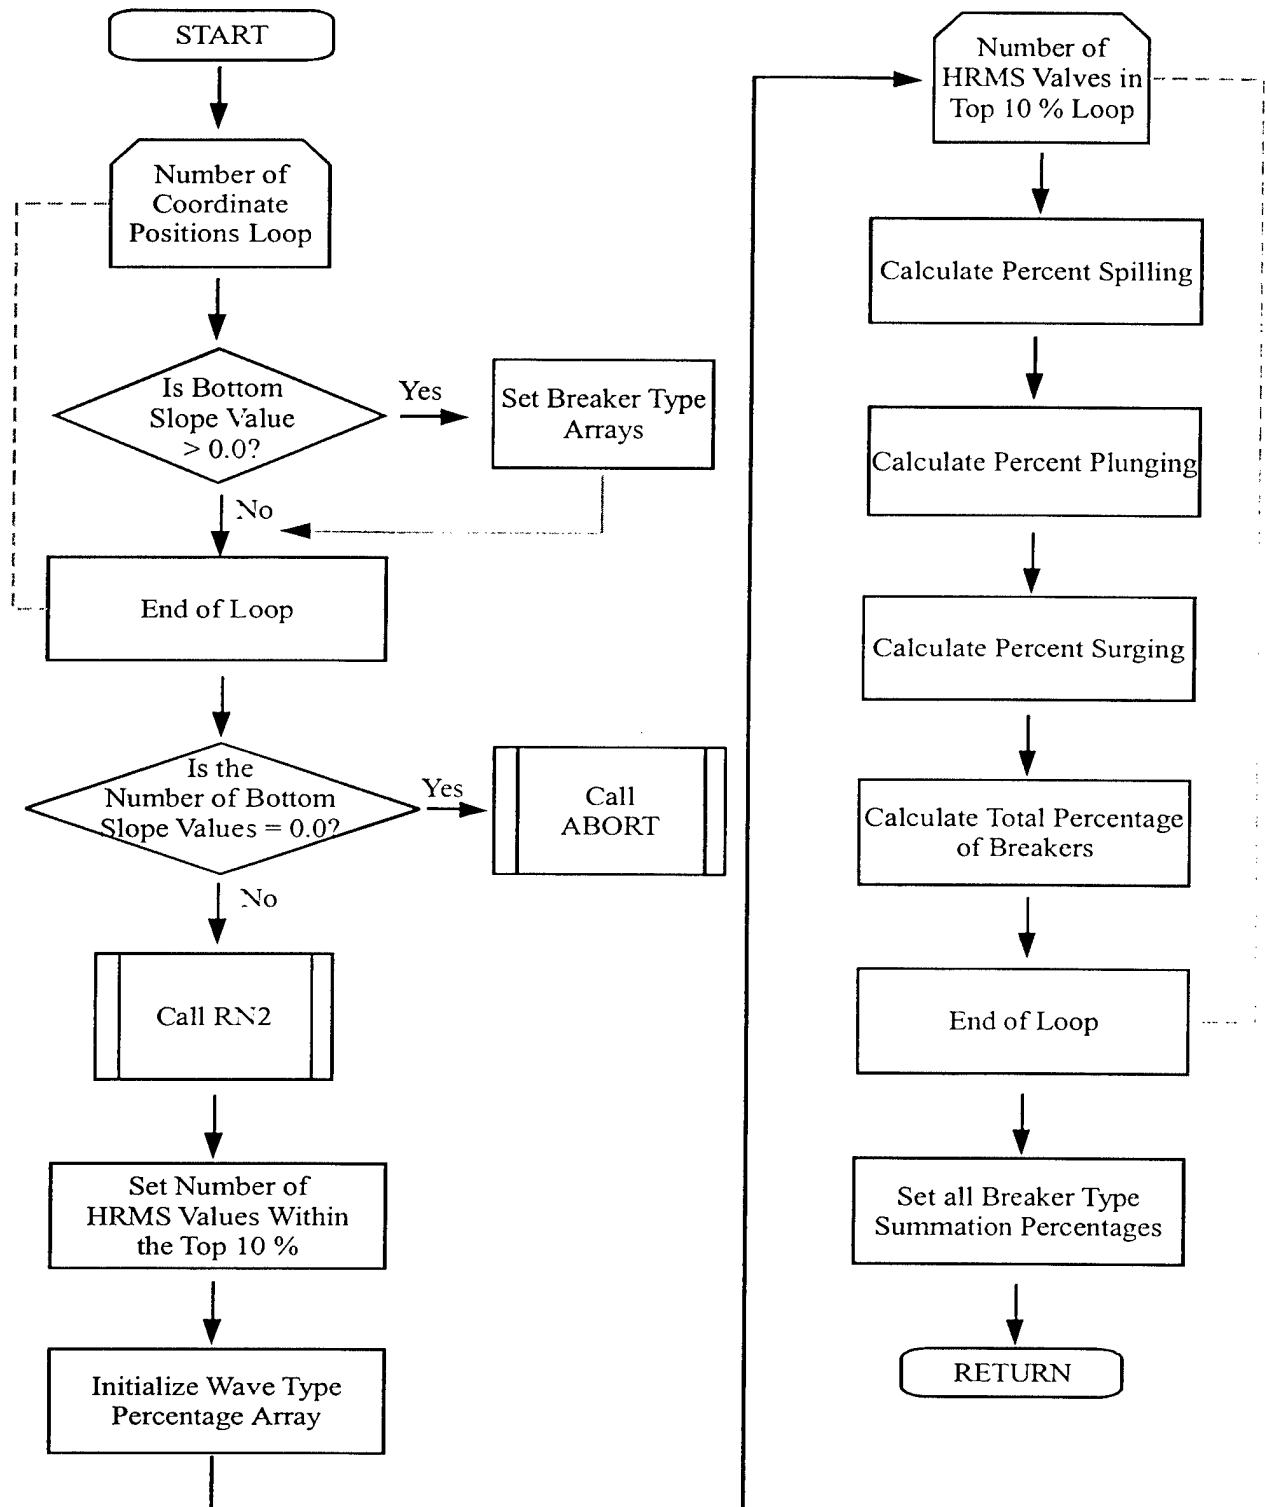 START
Number of
Coordinate
Positions Loop
Is Bottom
Slope Value
> 0.0?
Yes
Set Breaker Type
Arrays
No
End of Loop
Is the
Number of Bottom
Slope Values = 0.0?
Yes
Call
ABORT
No
Call RN2
Set Number of
HRMS Values Within
the Top 10 %
Initialize Wave Type
Percentage Array
Number of
HRMS Valves in
Top 10 % Loop
Calculate Percent Spilling
Calculate Percent Plunging
Calculate Percent Surging
Calculate Total Percentage
of Breakers
End of Loop
Set all Breaker Type
Summation Percentages
RETURN